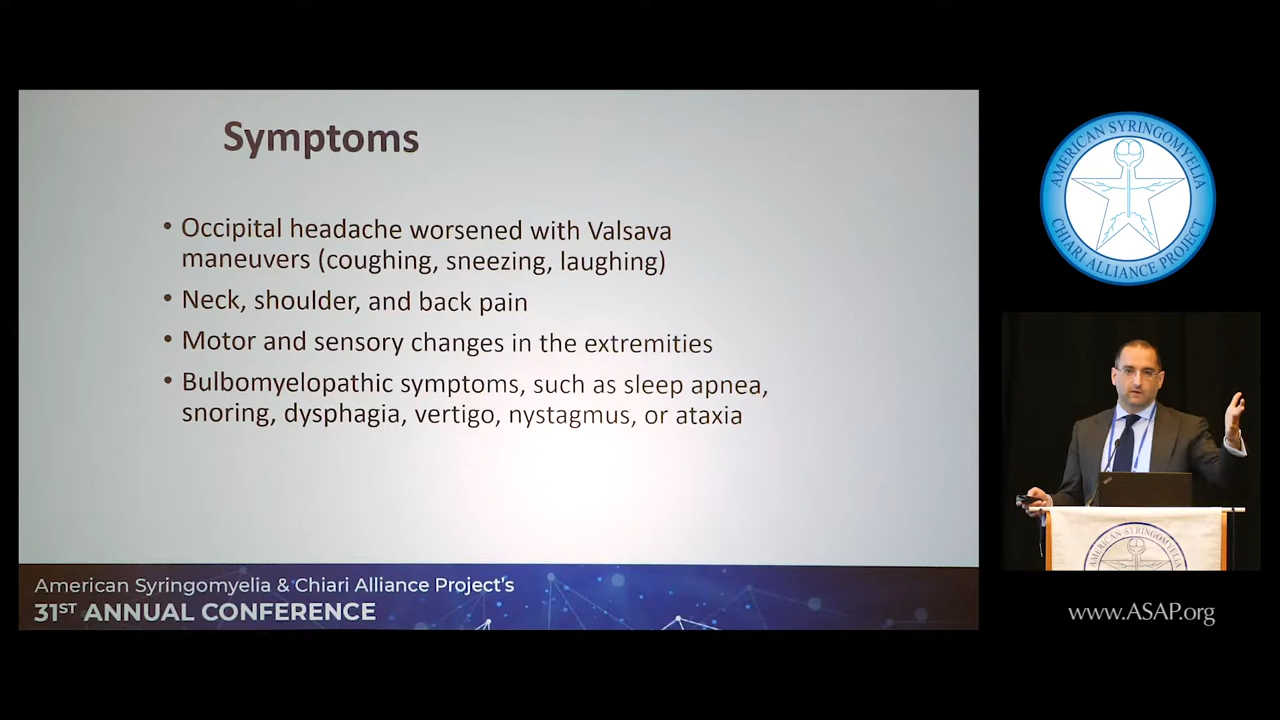 Symptoms
• Occipital headache worsened with Valsava
maneuvers (coughing, sneezing, laughing)
• Neck, shoulder, and back pain
• Motor and sensory changes in the extremities
• Bulbomyelopathic symptoms, such as sleep apnea,
snoring, dysphagia, vertigo, nystagmus, or ataxia
American Syringomyelia & Chiari Alliance Project's
31ST ANNUAL CONFERENCE
AMERICAN SYRINGOMYELIA
CHIARI ALLIANCE PROJECT
AMERICAN SYRINGOMYELIA
www.ASAP.org